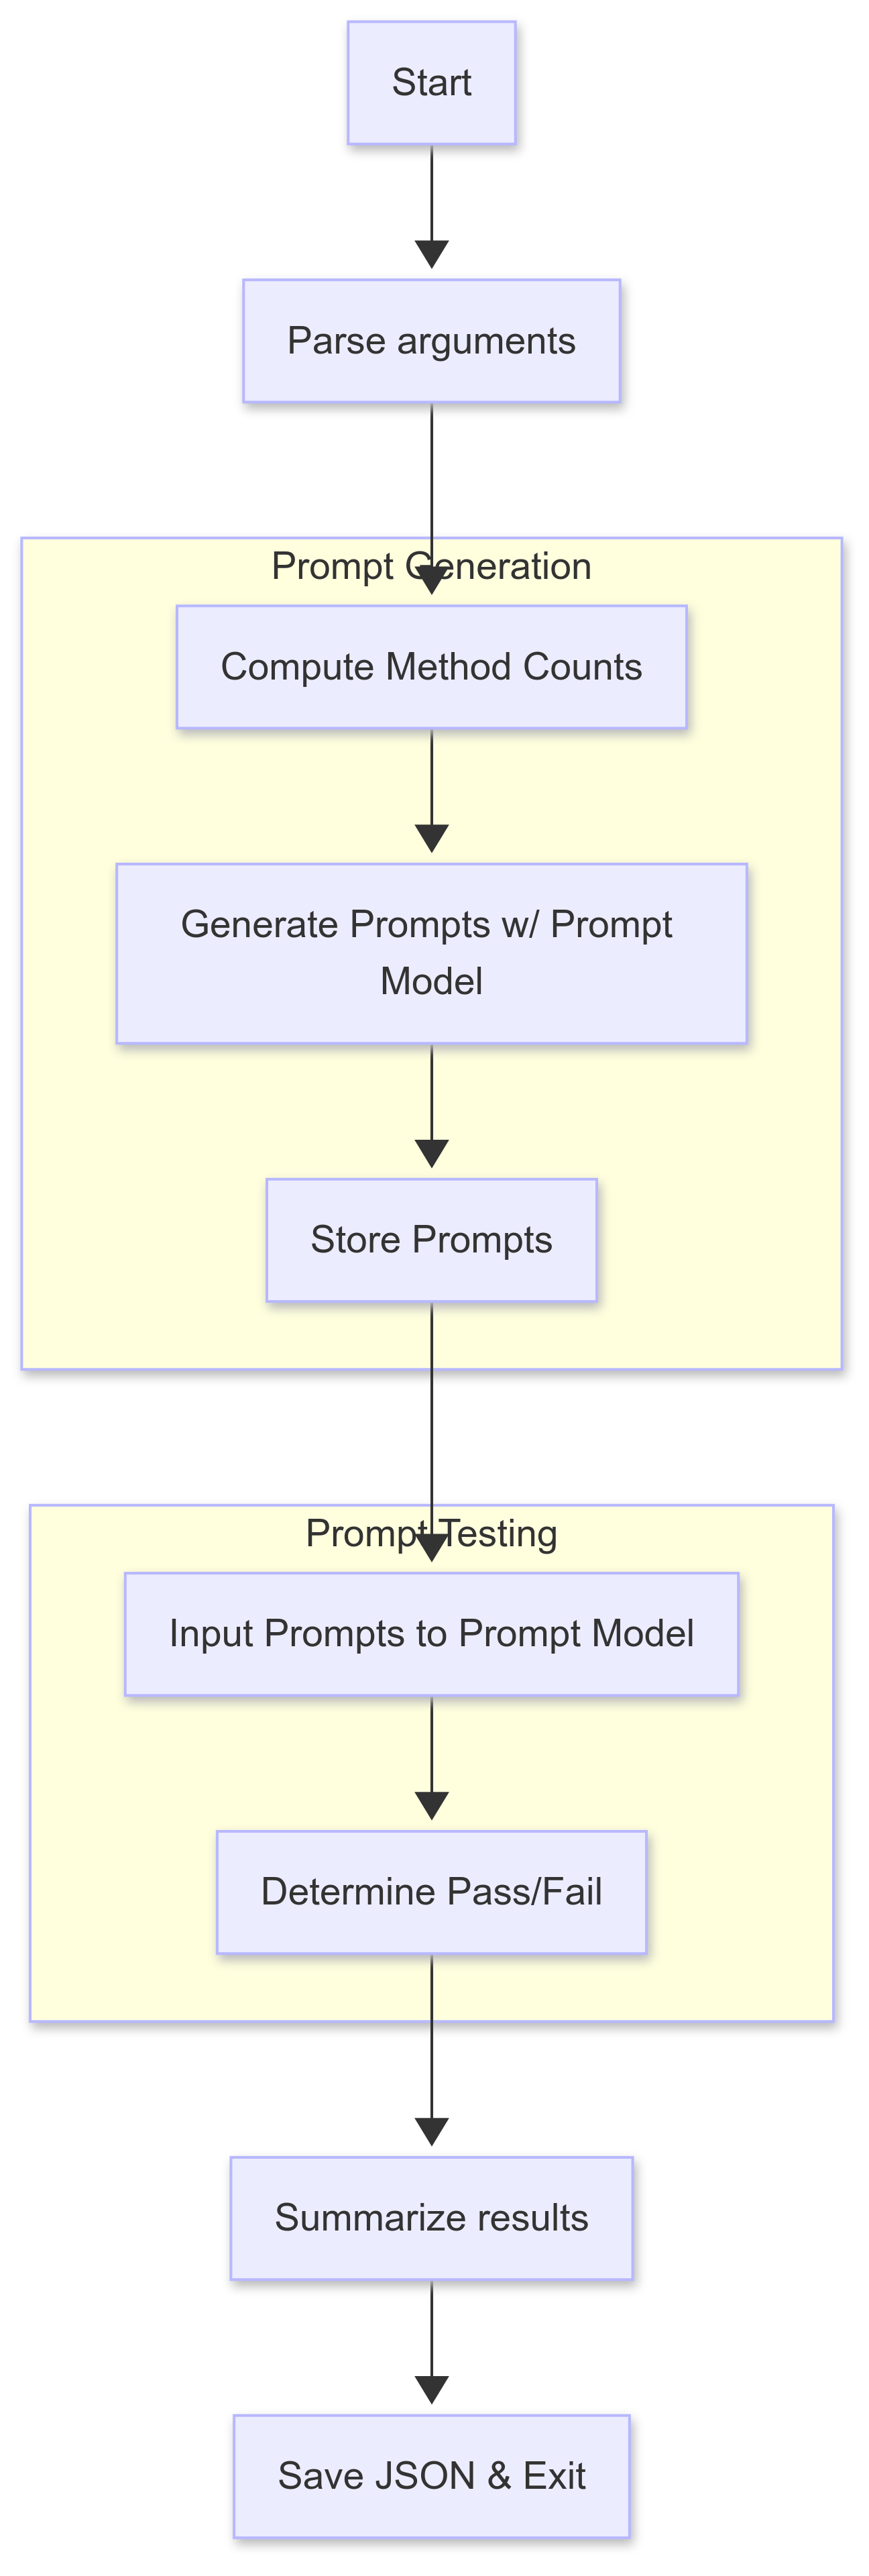 Start
Parse arguments
Prompt Generation
Compute Method Counts
Generate Prompts w/ Prompt
Model
Store Prompts
Prompt Testing
Input Prompts to Prompt Model
Determine Pass/Fail
Summarize results
Save JSON & Exit